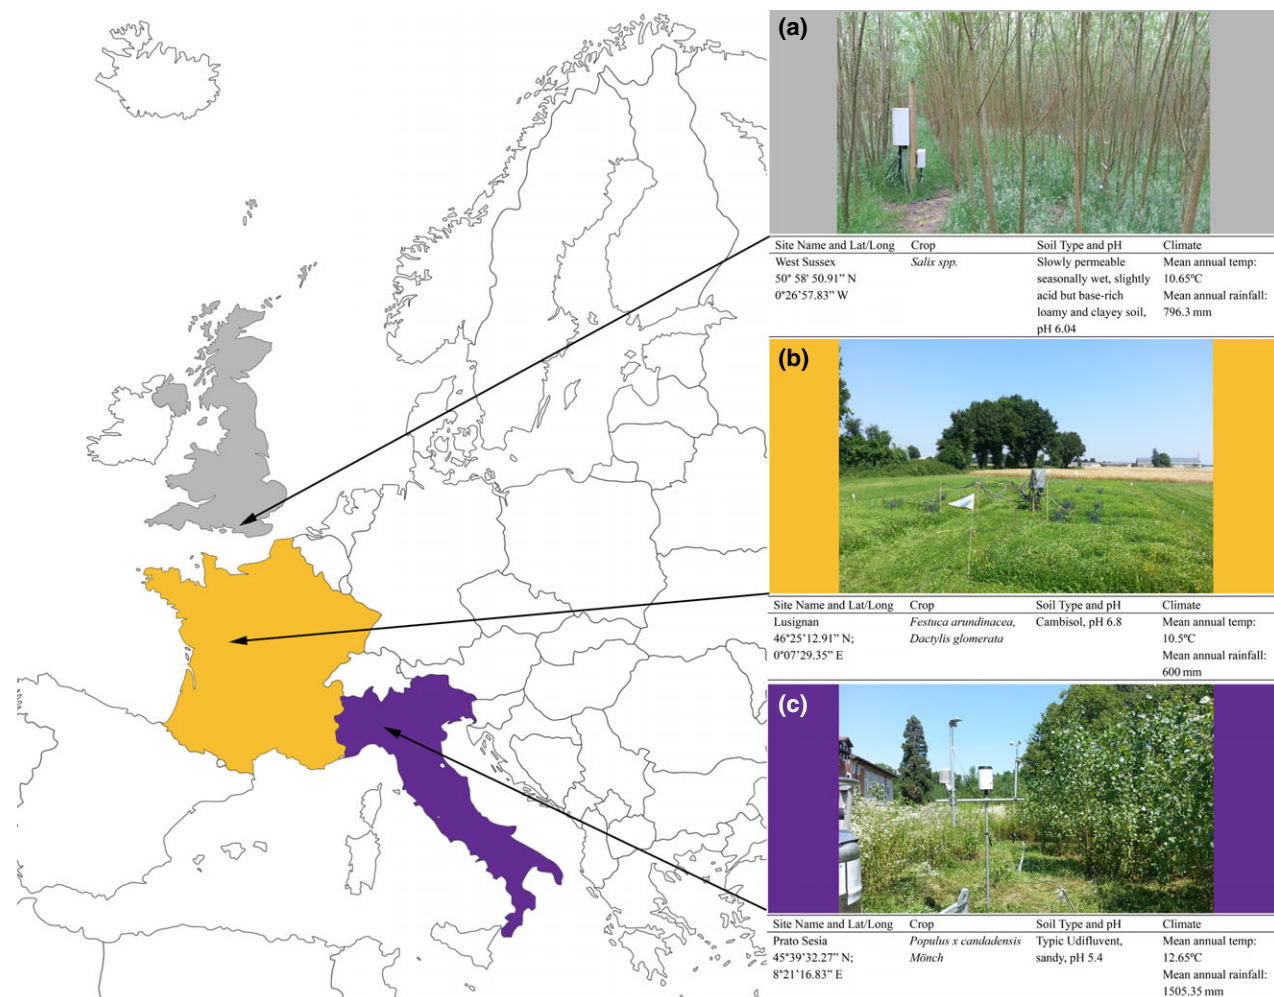 (a)
Site Name and Lat/Long Crop Soil Type and pH Climate
West Sussex Salix spp. Slowly permeable Mean annual temp:
50° 58' 50.91” N seasonally wet, slightly 10.65ºC
0°26’57.83” W acid but base-rich Mean annual rainfall:
loamy and clayey soil, 796.3 mm
pH 6.04
(b)
Site Name and Lat/Long Crop Soil Type and pH Climate
Lusignan Festuca arundinacea, Cambisol, pH 6.8 Mean annual temp:
46°25’12.91” N; Dactylis glomerata 10.5ºC
0°07’29.35” E Mean annual rainfall:
600 mm
(c)
Site Name and Lat/Long Crop Soil Type and pH Climate
Prato Sesia Populus x candadensis Typic Udifluvent, Mean annual temp:
45°39’32.27” N; Mönch sandy, pH 5.4 12.65ºC
8°21’16.83” E Mean annual rainfall:
1505.35 mm